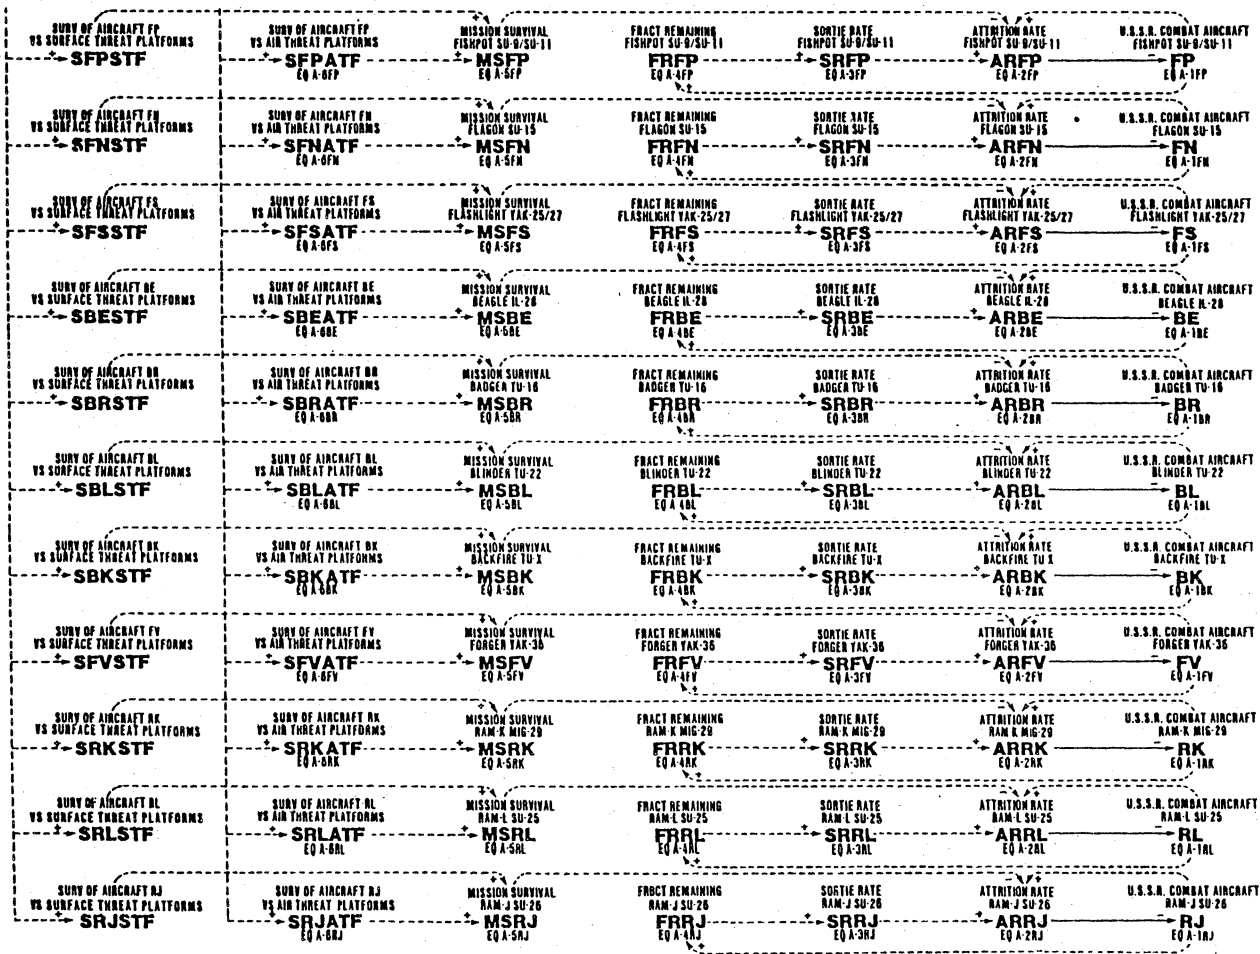 SURV OF AIRCRAFT FP
VS SURFACE THREAT PLATFORMS
SFPSTF
SURV OF AIRCRAFT FP
VS AIR THREAT PLATFORMS
SFPATF
EQ A-6FP
MISSION SURVIVAL
FISHPOT SU-9/SU-11
MSFP
EQ A-5FP
FRACT REMAINING
FISHPOT SU-9/SU-11
FRFP
EQ A-4FP
SORTIE RATE
FISHPOT SU-9/SU-11
SRFP
EQ A-3FP
ATTRITION RATE
FISHPOT SU-9/SU-11
ARFP
EQ A-2FP
U.S.S.R. COMBAT AIRCRAFT
FISHPOT SU-9/SU-11
FP
EQ A-1FP
SURV OF AIRCRAFT FN
VS SURFACE THREAT PLATFORMS
SFNSTF
SURV OF AIRCRAFT FN
VS AIR THREAT PLATFORMS
SFNATF
EQ A-6FN
MISSION SURVIVAL
FLAGON SU-15
MSFN
EQ A-5FN
FRACT REMAINING
FLAGON SU-15
FRFN
EQ A-4FN
SORTIE RATE
FLAGON SU-15
SRFN
EQ A-3FN
ATTRITION RATE
FLAGON SU-15
ARFN
EQ A-2FN
U.S.S.R. COMBAT AIRCRAFT
FLAGON SU-15
FN
EQ A-1FN
SURV OF AIRCRAFT FS
VS SURFACE THREAT PLATFORMS
SFSSTF
SURV OF AIRCRAFT FS
VS AIR THREAT PLATFORMS
SFSATF
EQ A-6FS
MISSION SURVIVAL
FLASHLIGHT YAK-25/27
MSFS
EQ A-5FS
FRACT REMAINING
FLASHLIGHT YAK-25/27
FRFS
EQ A-4FS
SORTIE RATE
FLASHLIGHT YAK-25/27
SRFS
EQ A-3FS
ATTRITION RATE
FLASHLIGHT YAK-25/27
ARFS
EQ A-2FS
U.S.S.R. COMBAT AIRCRAFT
FLASHLIGHT YAK-25/27
FS
EQ A-1FS
SURV OF AIRCRAFT BE
VS SURFACE THREAT PLATFORMS
SBESTF
SURV OF AIRCRAFT BE
VS AIR THREAT PLATFORMS
SBEATF
EQ A-6BE
MISSION SURVIVAL
BEAGLE IL-28
MSBE
EQ A-5BE
FRACT REMAINING
BEAGLE IL-28
FRBE
EQ A-4BE
SORTIE RATE
BEAGLE IL-28
SRBE
EQ A-3BE
ATTRITION RATE
BEAGLE IL-28
ARBE
EQ A-2BE
U.S.S.R. COMBAT AIRCRAFT
BEAGLE IL-28
BE
EQ A-1BE
SURV OF AIRCRAFT BR
VS SURFACE THREAT PLATFORMS
SBRSTF
SURV OF AIRCRAFT BR
VS AIR THREAT PLATFORMS
SBRATF
EQ A-6BR
MISSION SURVIVAL
BADGER TU-16
MSBR
EQ A-5BR
FRACT REMAINING
BADGER TU-16
FRBR
EQ A-4BR
SORTIE RATE
BADGER TU-16
SRBR
EQ A-3BR
ATTRITION RATE
BADGER TU-16
ARBR
EQ A-2BR
U.S.S.R. COMBAT AIRCRAFT
BADGER TU-16
BR
EQ A-1BR
SURV OF AIRCRAFT BL
VS SURFACE THREAT PLATFORMS
SBLSTF
SURV OF AIRCRAFT BL
VS AIR THREAT PLATFORMS
SBLATF
EQ A-6BL
MISSION SURVIVAL
BLINDER TU-22
MSBL
EQ A-5BL
FRACT REMAINING
BLINDER TU-22
FRBL
EQ A 4BL
SORTIE RATE
BLINDER TU-22
SRBL
EQ A-3BL
ATTRITION RATE
BLINDER TU-22
ARBL
EQ A-2BL
U.S.S.R. COMBAT AIRCRAFT
BLINDER TU-22
BL
EQ A-1BL
SURV OF AIRCRAFT BK
VS SURFACE THREAT PLATFORMS
SBKSTF
SURV OF AIRCRAFT BK
VS AIR THREAT PLATFORMS
SBKATF
EQ A-6BK
MISSION SURVIVAL
BACKFIRE TU-X
MSBK
EQ A-5BK
FRACT REMAINING
BACKFIRE TU-X
FRBK
EQ A-4BK
SORTIE RATE
BACKFIRE TU-X
SRBK
EQ A-3BK
ATTRITION RATE
BACKFIRE TU-X
ARBK
EQ A-2BK
U.S.S.R. COMBAT AIRCRAFT
BACKFIRE TU-X
BK
EQ A-1BK
SURV OF AIRCRAFT FV
VS SURFACE THREAT PLATFORMS
SFVSTF
SURV OF AIRCRAFT FV
VS AIR THREAT PLATFORMS
SFVATF
EQ A-6FV
MISSION SURVIVAL
FORGER YAK-36
MSFV
EQ A-5FV
FRACT REMAINING
FORGER YAK-36
FRFV
EQ A-4FV
SORTIE RATE
FORGER YAK-36
SRFV
EQ A-3FV
ATTRITION RATE
FORGER YAK-36
ARFV
EQ A-2FV
U.S.S.R. COMBAT AIRCRAFT
FORGER YAK-36
FV
EQ A-1FV
SURV OF AIRCRAFT RK
VS SURFACE THREAT PLATFORMS
SRKSTF
SURV OF AIRCRAFT RK
VS AIR THREAT PLATFORMS
SRKATF
EQ A-6RK
MISSION SURVIVAL
RAM-K MIG-29
MSRK
EQ A-5RK
FRACT REMAINING
RAM-K MIG-29
FRRK
EQ A-4RK
SORTIE RATE
RAM-K MIG-29
SRRK
EQ A-3RK
ATTRITION RATE
RAM K MIG-29
ARRK
EQ A-2RK
U.S.S.R. COMBAT AIRCRAFT
RAM-K MIG-29
RK
EQ A-1RK
SURV OF AIRCRAFT RL
VS SURFACE THREAT PLATFORMS
SRLSTF
SURV OF AIRCRAFT RL
VS AIR THREAT PLATFORMS
SRLATF
EQ A-6RL
MISSION SURVIVAL
RAM-L SU-25
MSRL
EQ A-5RL
FRACT REMAINING
RAM-L SU-25
FRRL
EQ A-4RL
SORTIE RATE
RAM-L SU-25
SRRL
EQ A-3RL
ATTRITION RATE
RAM-L SU-25
ARRL
EQ A-2RL
U.S.S.R. COMBAT AIRCRAFT
RAM-L SU-25
RL
EQ A-1RL
SURV OF AIRCRAFT RJ
VS SURFACE THREAT PLATFORMS
SRJSTF
SURV OF AIRCRAFT RJ
VS AIR THREAT PLATFORMS
SRJATF
EQ A-6RJ
MISSION SURVIVAL
RAM-J SU-26
MSRJ
EQ A-5RJ
FRACT REMAINING
RAM-J SU-26
FRRJ
EQ A-4RJ
SORTIE RATE
RAM-J SU-26
SRRJ
EQ A-3RJ
ATTRITION RATE
RAM-J SU-26
ARRJ
EQ A-2RJ
U.S.S.R. COMBAT AIRCRAFT
RAM-J SU-26
RJ
EQ A-1RJ